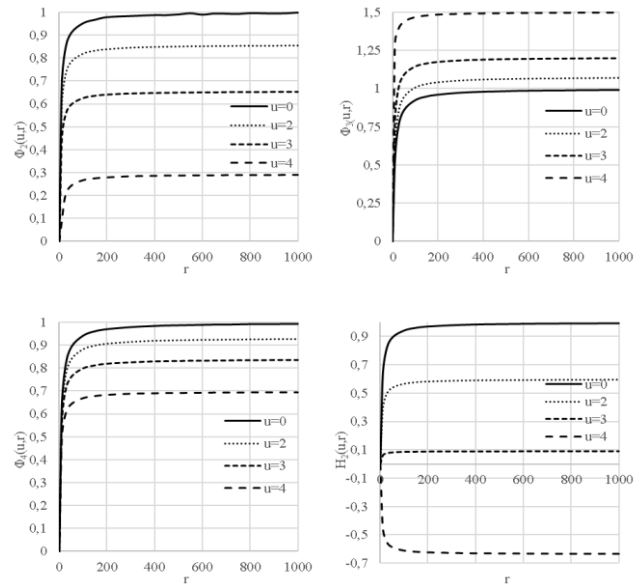 1
0,9
0,8
0,7
0,6
0,5
0,4
0,3
0,2
0,1
0
Φ₂(u,r)
u=0
u=2
u=3
u=4
0 200 400 600 800 1000
r
1,5
1,25
1
0,75
0,5
0,25
0
Φ₃(u,r)
u=0
u=2
u=3
u=4
0 200 400 600 800 1000
r
1
0,9
0,8
0,7
0,6
0,5
0,4
0,3
0,2
0,1
0
Φ₄(u,r)
u=0
u=2
u=3
u=4
0 200 400 600 800 1000
r
0,9
0,7
0,5
0,3
0,1
-0,1
-0,3
-0,5
-0,7
H₂(u,r)
u=0
u=2
u=3
u=4
0 200 400 600 800 1000
r